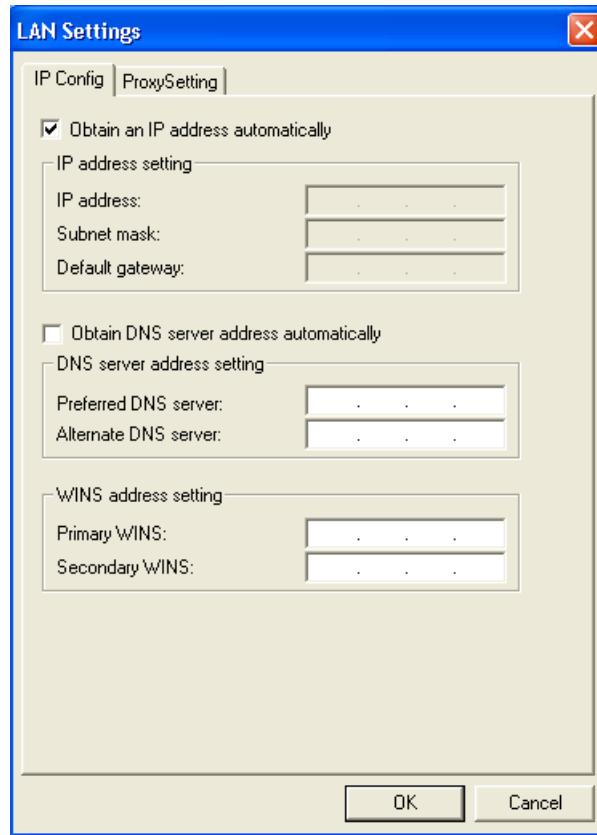 LAN Settings
IP Config ProxySetting
Obtain an IP address automatically
IP address setting
IP address: . . .
Subnet mask: . . .
Default gateway: . . .
Obtain DNS server address automatically
DNS server address setting
Preferred DNS server: . . .
Alternate DNS server: . . .
WINS address setting
Primary WINS: . . .
Secondary WINS: . . .
OK Cancel